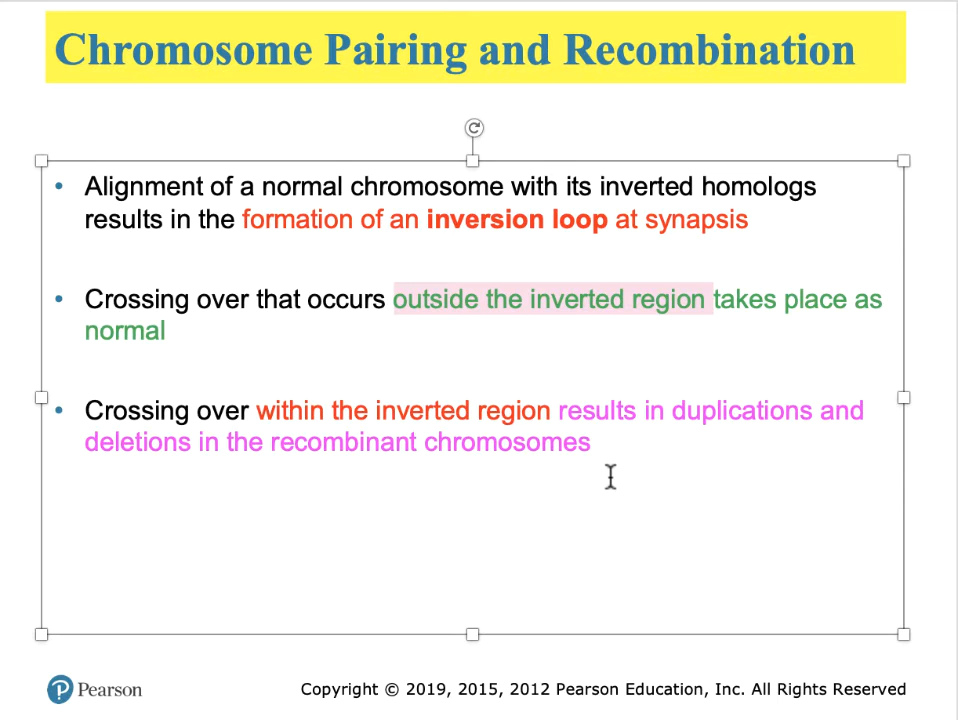 Chromosome Pairing and Recombination
• Alignment of a normal chromosome with its inverted homologs
results in the formation of an inversion loop at synapsis
• Crossing over that occurs outside the inverted region takes place as
normal
• Crossing over within the inverted region results in duplications and
deletions in the recombinant chromosomes
P Pearson
Copyright © 2019, 2015, 2012 Pearson Education, Inc. All Rights Reserved